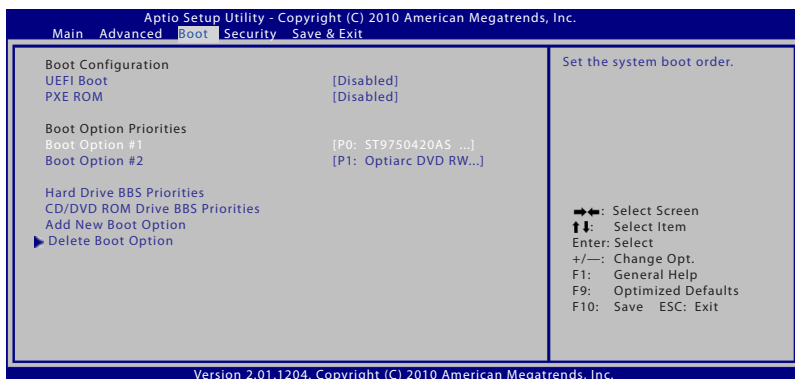 Aptio Setup Utility - Copyright (C) 2010 American Megatrends, Inc.
Main Advanced Boot Security Save & Exit
Boot Configuration
UEFI Boot [Disabled]
PXE ROM [Disabled]
Boot Option Priorities
Boot Option #1 [P0: ST9750420AS ...]
Boot Option #2 [P1: Optiarc DVD RW...]
Hard Drive BBS Priorities
CD/DVD ROM Drive BBS Priorities
Add New Boot Option
Delete Boot Option
Set the system boot order.
→←: Select Screen
↑↓: Select Item
Enter: Select
+/—: Change Opt.
F1: General Help
F9: Optimized Defaults
F10: Save ESC: Exit
Version 2.01.1204. Copyright (C) 2010 American Megatrends, Inc.